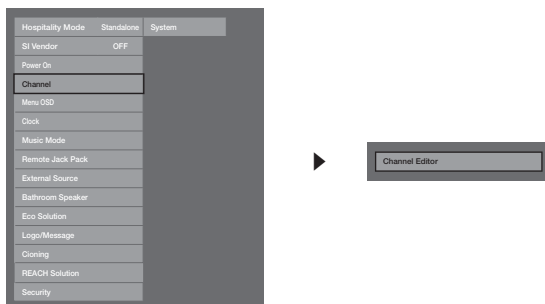 Hospitality Mode Standalone System
SI Vendor OFF
Power On
Channel
Menu OSD
Clock
Music Mode
Remote Jack Pack
External Source
Bathroom Speaker
Eco Solution
Logo/Message
Cloning
REACH Solution
Security
Channel Editor